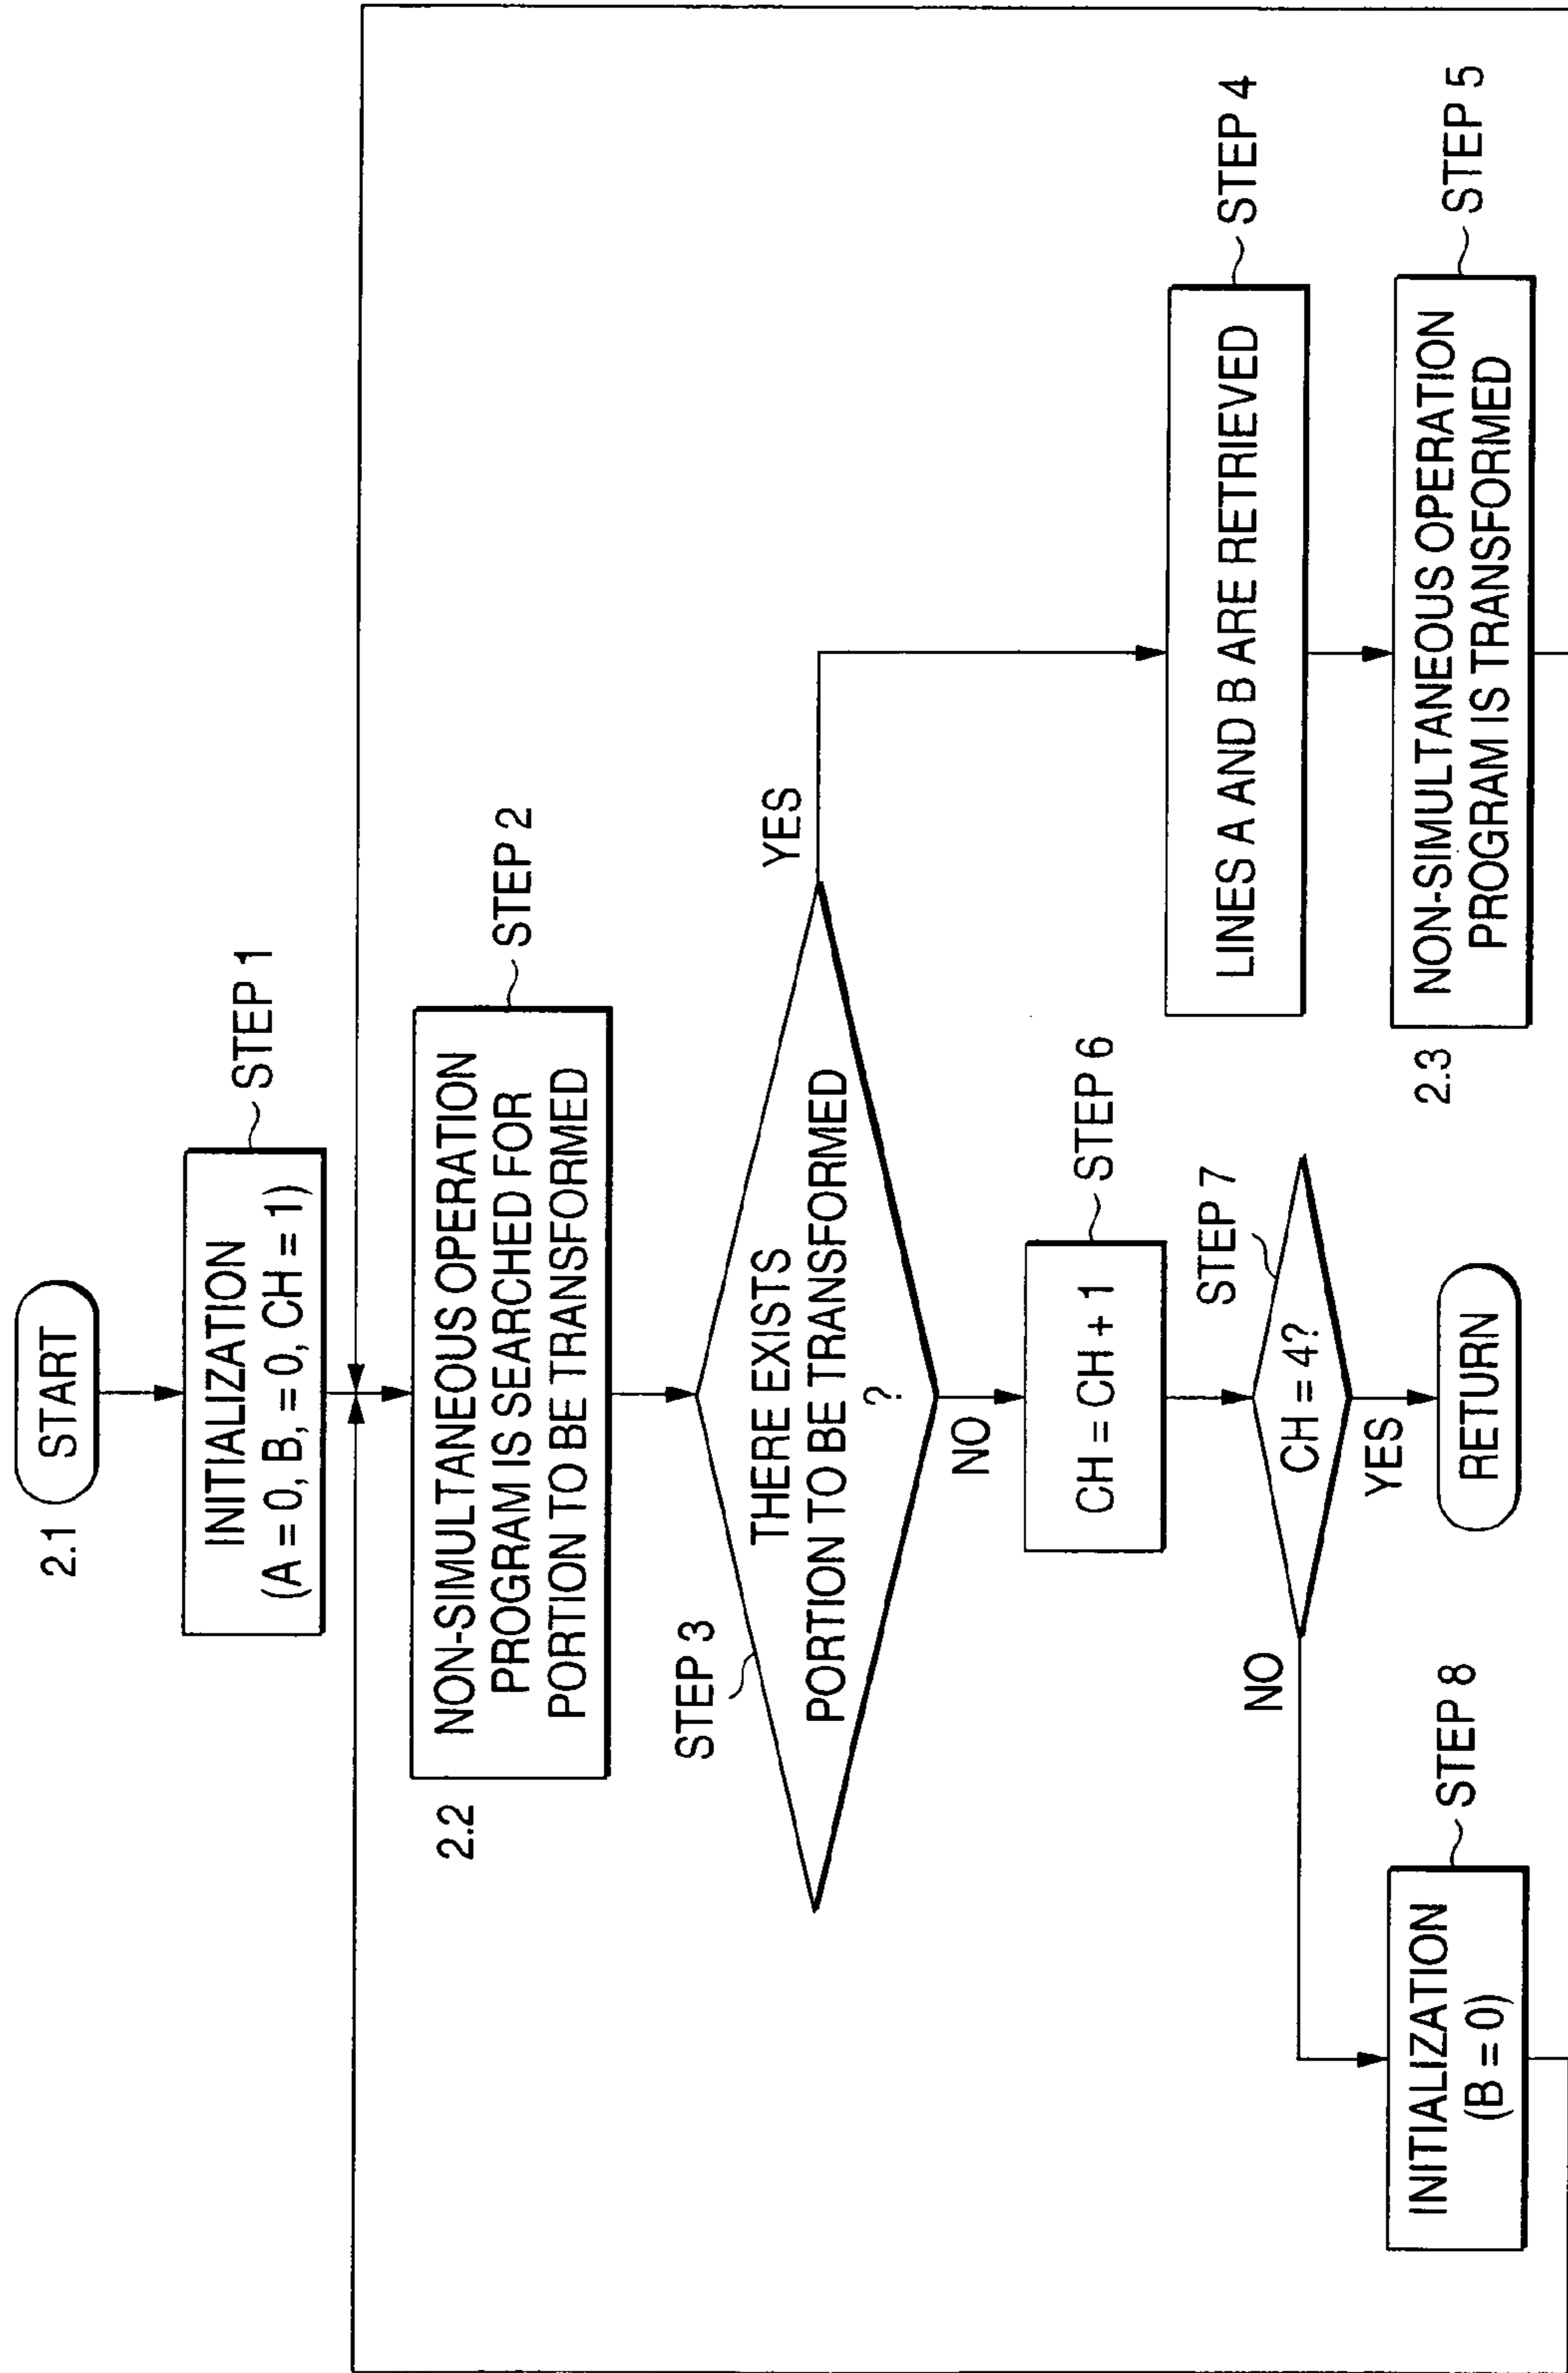 2.1
START
INITIALIZATION
(A = 0, B, = 0, CH = 1)
STEP 1
2.2
NON-SIMULTANEOUS OPERATION
PROGRAM IS SEARCHED FOR
PORTION TO BE TRANSFORMED
STEP 2
STEP 3
THERE EXISTS
PORTION TO BE TRANSFORMED
?
YES
NO
LINES A AND B ARE RETRIEVED
STEP 4
2.3
NON-SIMULTANEOUS OPERATION
PROGRAM IS TRANSFORMED
STEP 5
CH = CH + 1
STEP 6
STEP 7
CH = 4?
NO
YES
INITIALIZATION
(B = 0)
STEP 8
RETURN